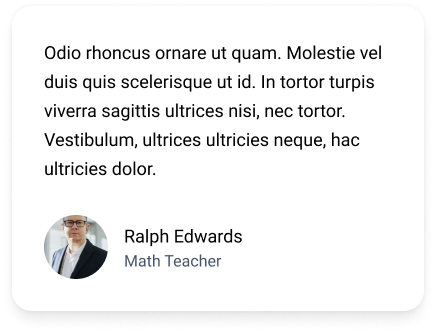 Odio rhoncus ornare ut quam. Molestie vel
duis quis scelerisque ut id. In tortor turpis
viverra sagittis ultrices nisi, nec tortor.
Vestibulum, ultrices ultricies neque, hac
ultricies dolor.
Ralph Edwards
Math Teacher